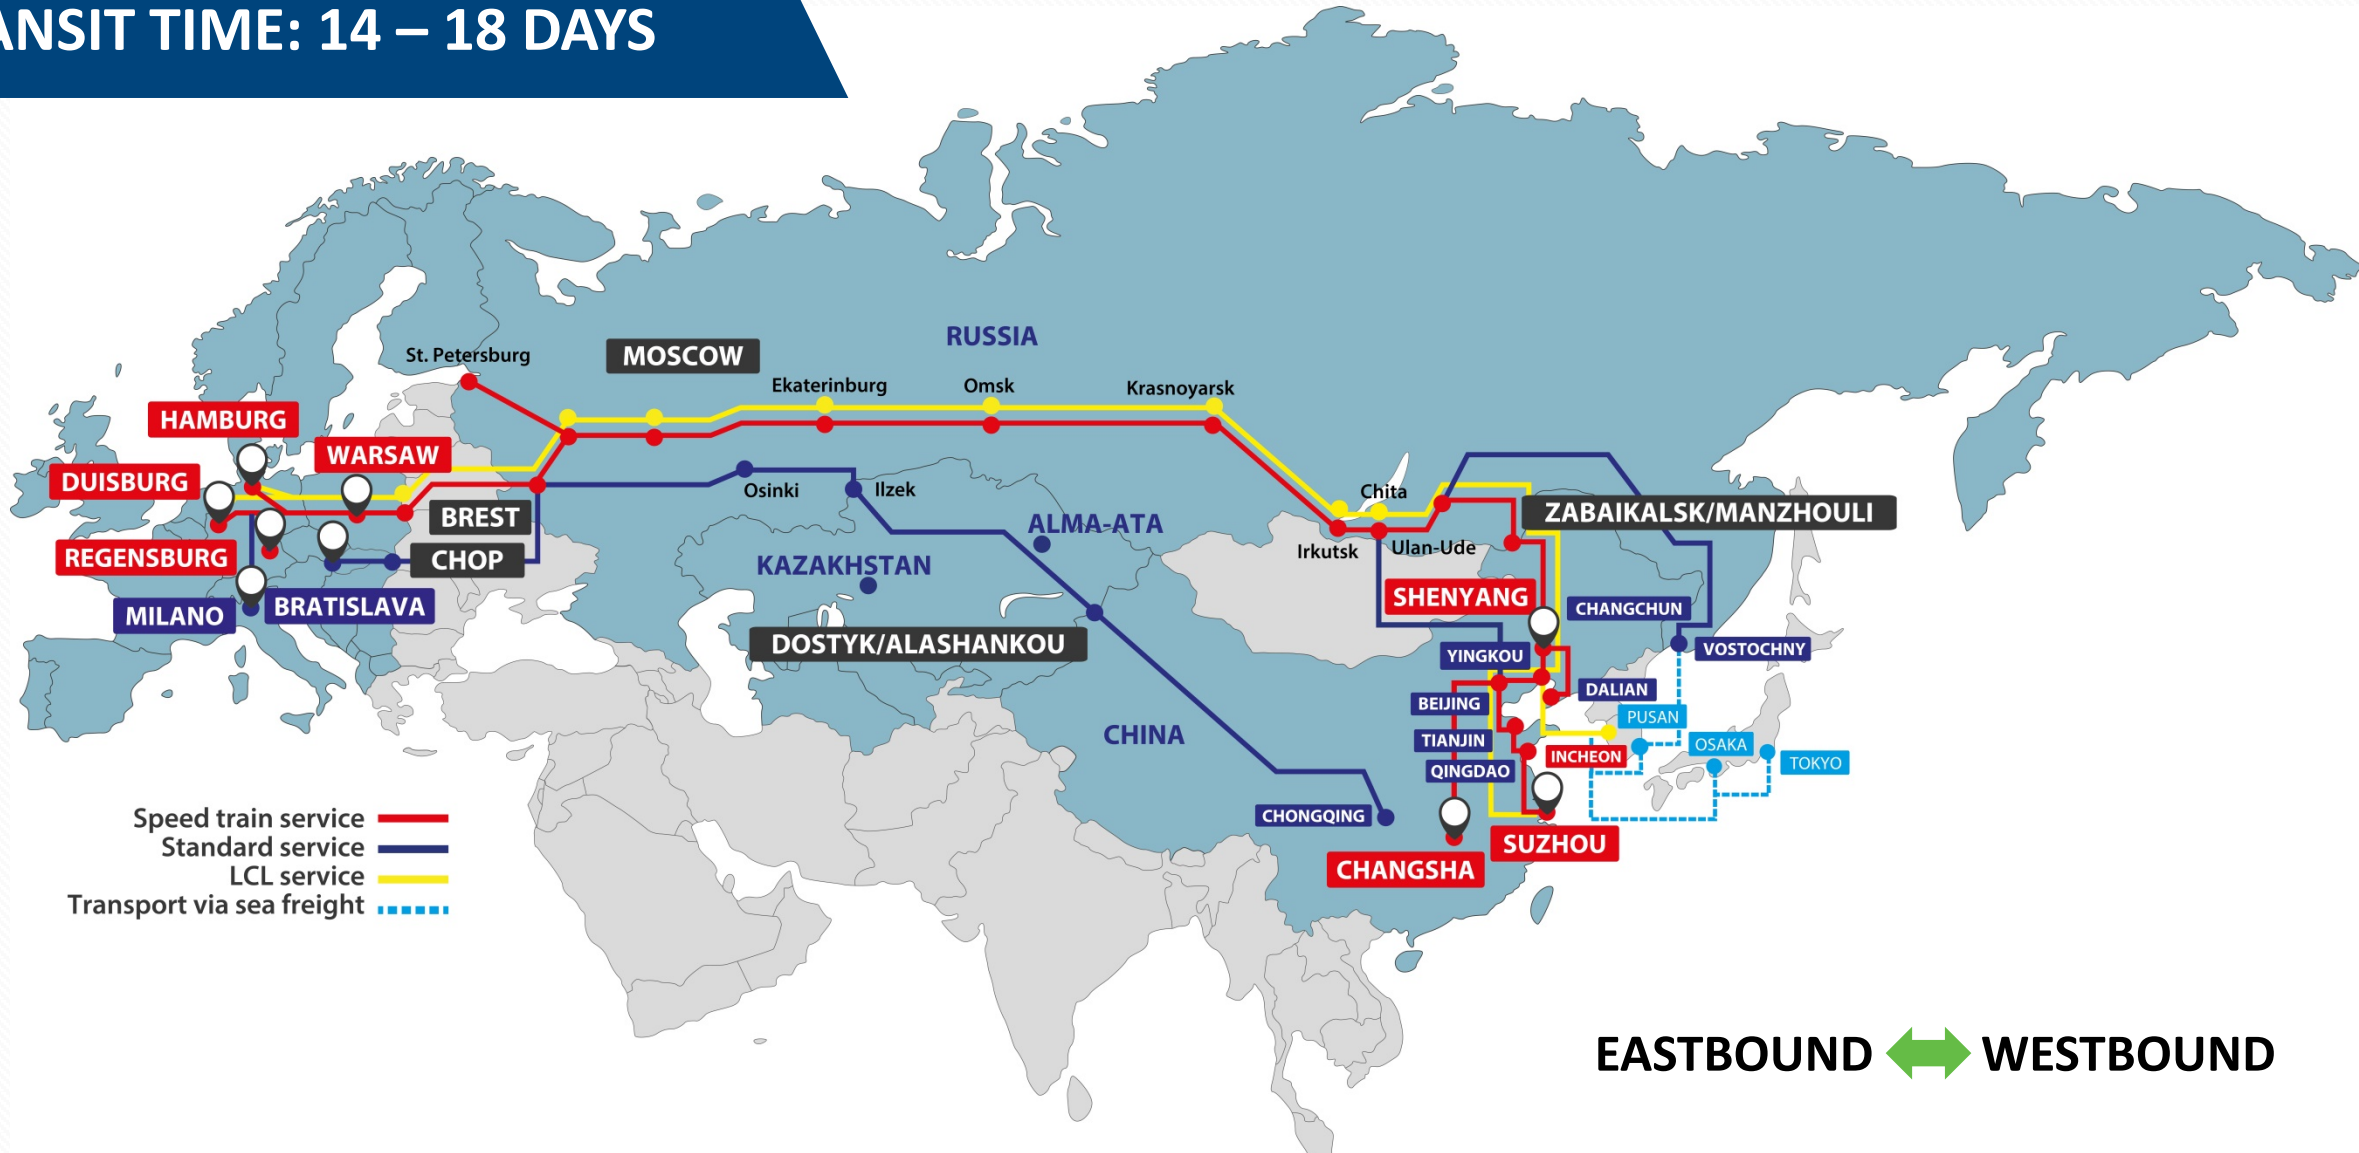 ANSIT TIME: 14 – 18 DAYS
RUSSIA
St. Petersburg
MOSCOW
Ekaterinburg
Omsk
Krasnoyarsk
HAMBURG
WARSAW
DUISBURG
Osinki
Ilzek
Chita
BREST
ZABAIKALSK/MANZHOULI
ALMA-ATA
Irkutsk
Ulan-Ude
REGENSBURG
CHOP
KAZAKHSTAN
SHENYANG
CHANGCHUN
MILANO
BRATISLAVA
DOSTYK/ALASHANKOU
YINGKOU
VOSTOCHNY
DALIAN
BEIJING
PUSAN
CHINA
TIANJIN
OSAKA
INCHEON
TOKYO
QINGDAO
CHONGQING
SUZHOU
CHANGSHA
Speed train service
Standard service
LCL service
Transport via sea freight
EASTBOUND WESTBOUND